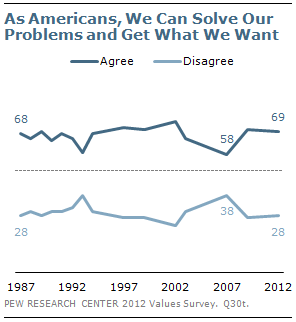 As Americans, We Can Solve Our
Problems and Get What We Want
Agree Disagree
68 69
58
38
28 28
1987 1992 1997 2002 2007 2012
PEW RESEARCH CENTER 2012 Values Survey. Q30t.